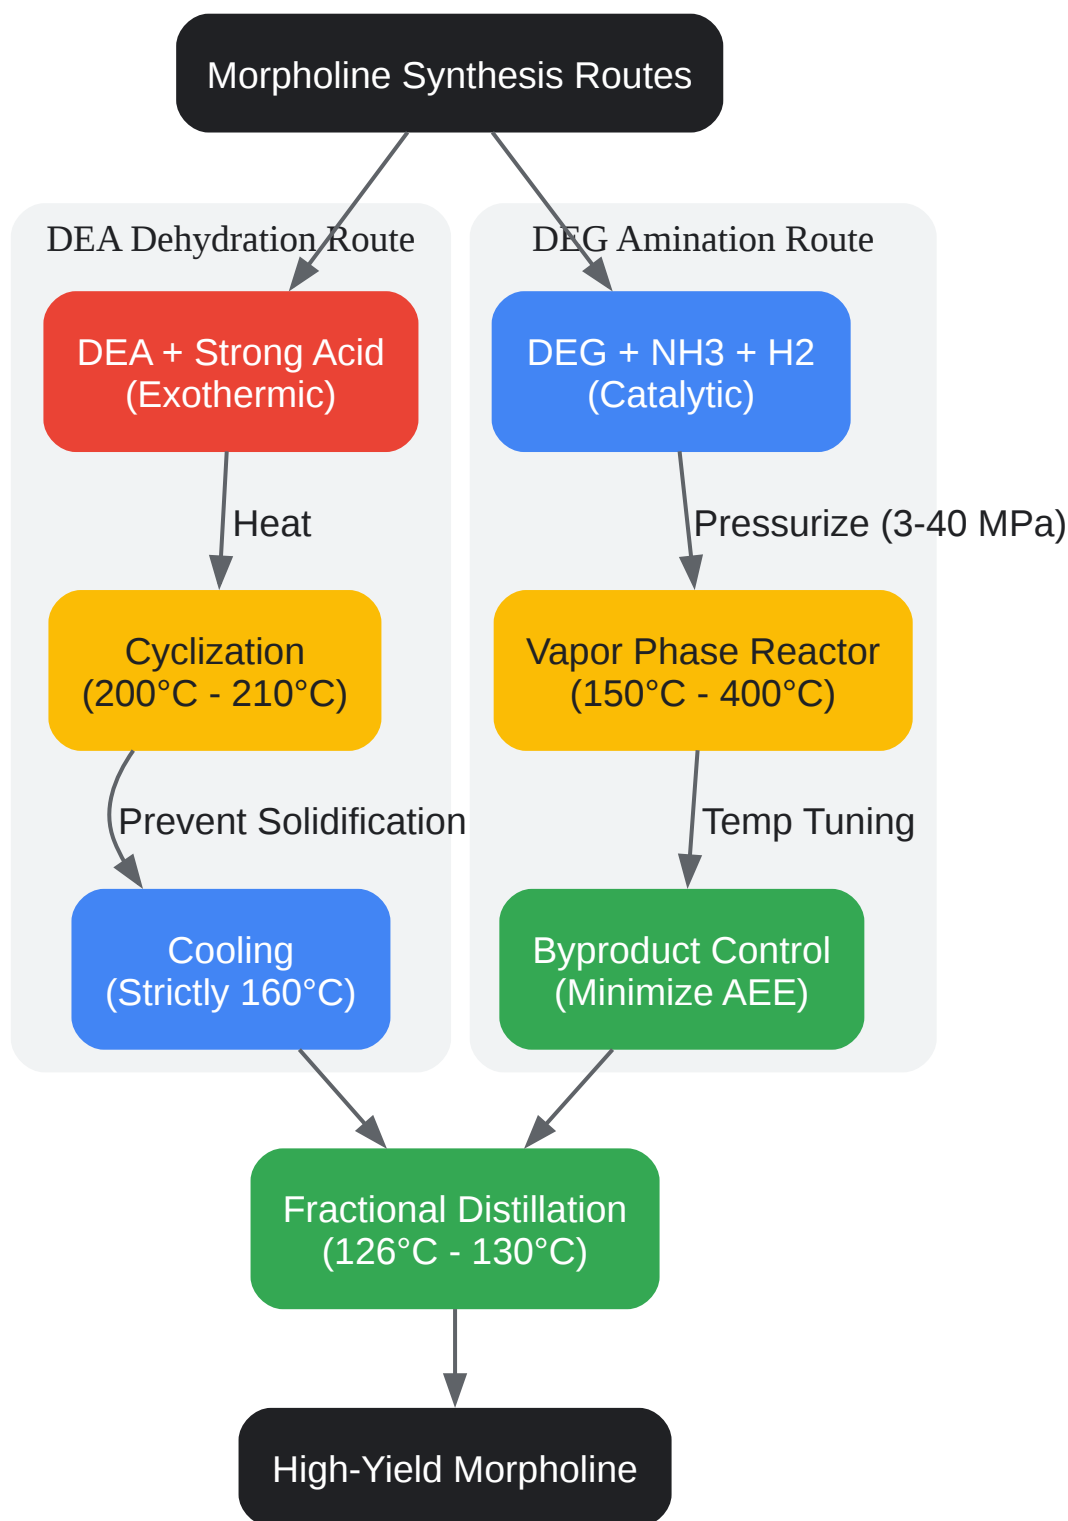 Morpholine Synthesis Routes
DEA Dehydration Route
DEA + Strong Acid
(Exothermic)
Heat
Cyclization
(200°C - 210°C)
Prevent Solidification
Cooling
(Strictly 160°C)
DEG Amination Route
DEG + NH3 + H2
(Catalytic)
Pressurize (3-40 MPa)
Vapor Phase Reactor
(150°C - 400°C)
Temp Tuning
Byproduct Control
(Minimize AEE)
Fractional Distillation
(126°C - 130°C)
High-Yield Morpholine